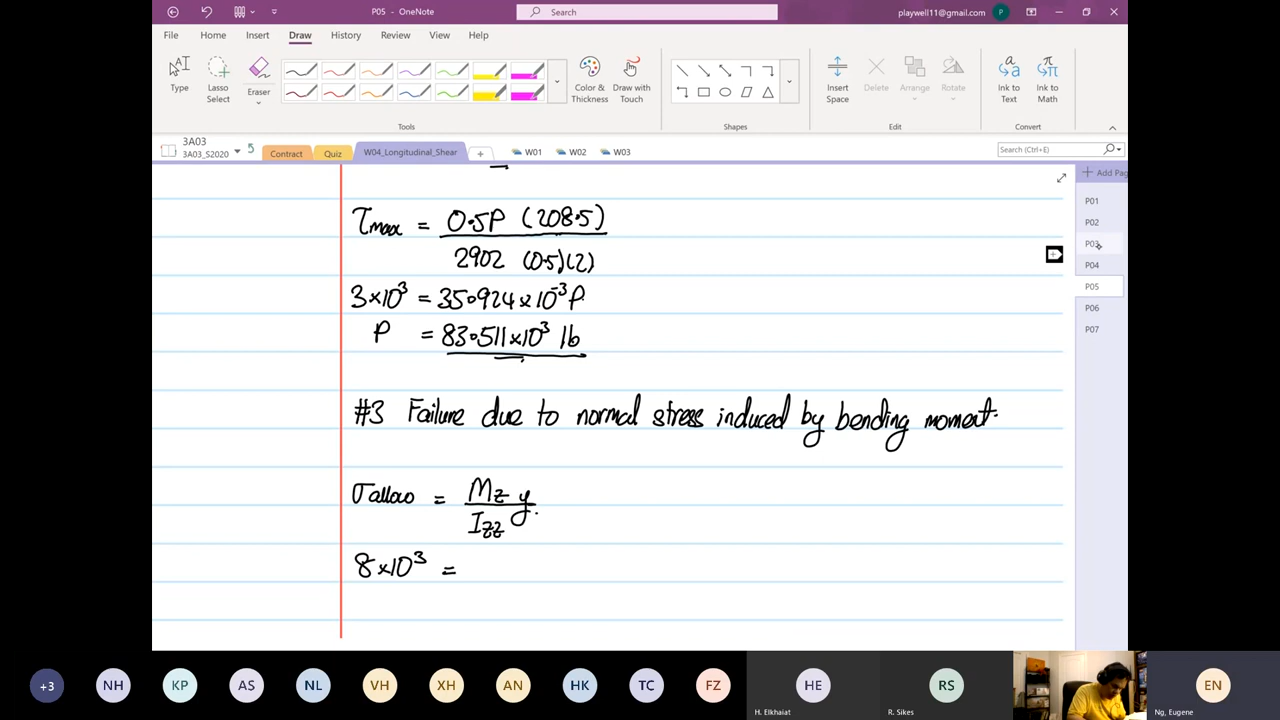 P05 - OneNote
Search
playwell11@gmail.com
P
File Home Insert Draw History Review View Help
Type
Lasso Select
Eraser
Color & Thickness
Draw with Touch
Insert Space
Delete
Arrange
Rotate
Ink to Text
Ink to Math
Tools
Shapes
Edit
Convert
3A03
3A03_S2020
5
Contract
Quiz
W04_Longitudinal_Shear
W01
W02
W03
Search (Ctrl+E)
Add Pag
P01
P02
P03
P04
P05
P06
P07
τmax = 0.5P (208.5)
2902 (0.5)(2)
3×10³ = 35.924×10⁻³P
P = 83.511×10³ lb
#3 Failure due to normal stress induced by bending moment.
σallow = Mz y
Izz
8×10³ =
+3 NH KP AS NL VH XH AN HK TC FZ HE RS EN
H. Elkhaiat
R. Sikes
Ng, Eugene